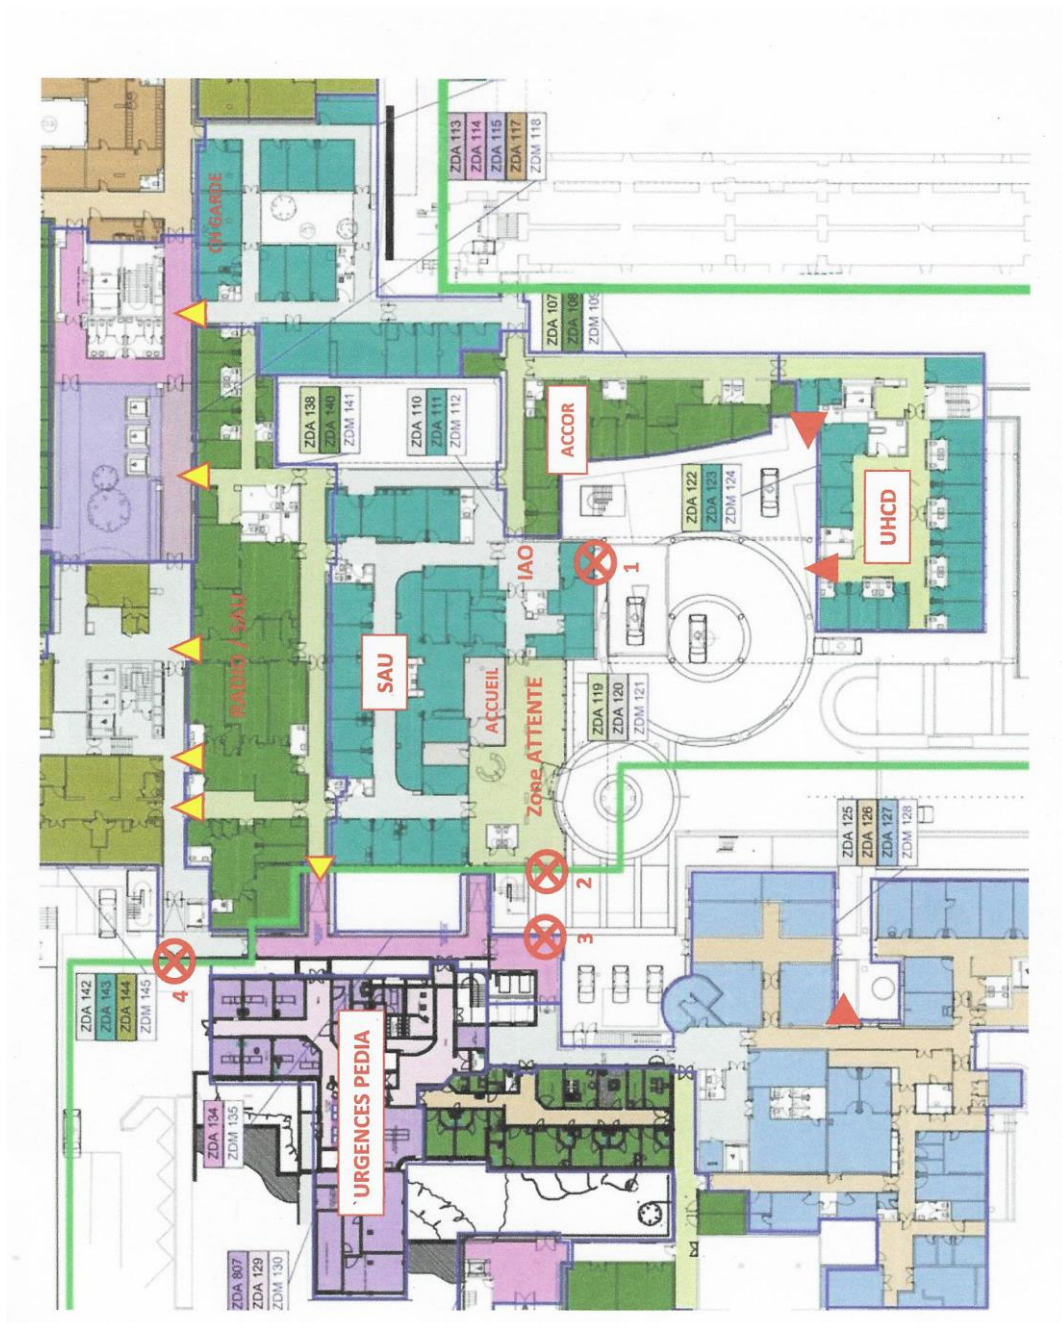 ZDA 113
ZDA 114
ZDA 115
ZDA 117
ZDM 118
CH GARDE
ZDA 107
ZDA 108
ZDM 109
ZDA 138
ZDA 140
ZDM 141
ZDA 110
ZDA 111
ZDM 112
ACCOR
ZDA 122
ZDA 123
ZDM 124
UHCD
IAO
1
RADIO / SAU
SAU
ACCUEIL
Zone ATTENTE
ZDA 119
ZDA 120
ZDM 121
2
3
4
ZDA 125
ZDA 126
ZDA 127
ZDM 128
ZDA 142
ZDA 143
ZDA 144
ZDM 145
ZDA 134
ZDM 135
`URGENCES PEDIA
ZDA 807
ZDA 129
ZDM 130